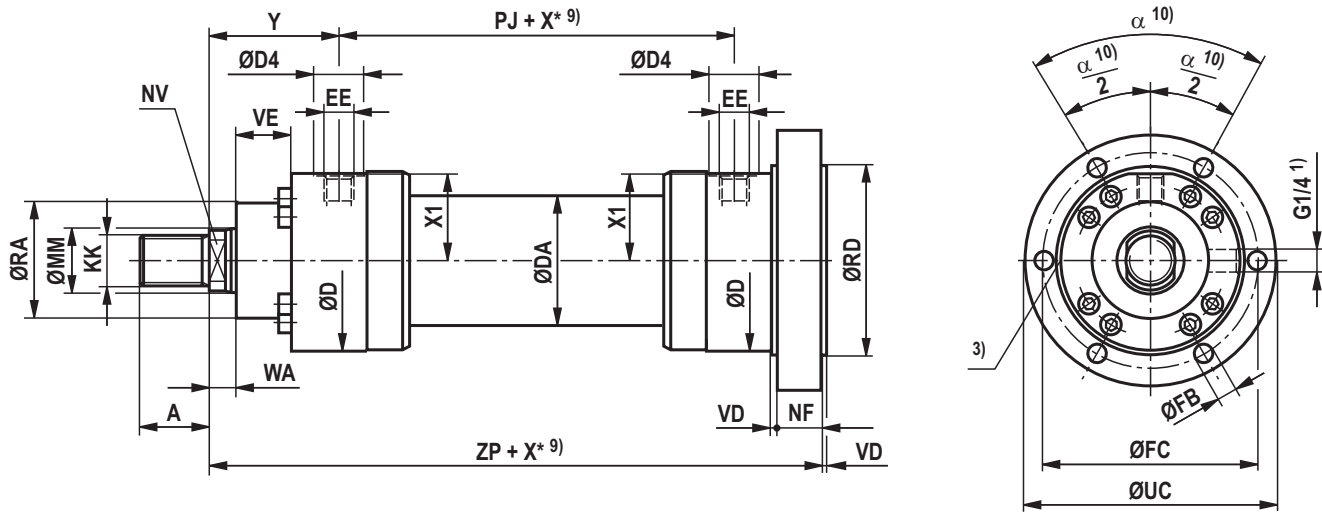 Y
PJ + X* 9)
ØD4
ØD4
NV
EE
EE
VE
X1
X1
ØRA
ØMM
KK
ØD
ØDA
ØD
ØRD
WA
A
VD
NF
ZP + X* 9)
VD
α 10)
α 10)
2
α 10)
2
G1/4 1)
3)
ØFB
ØFC
ØUC